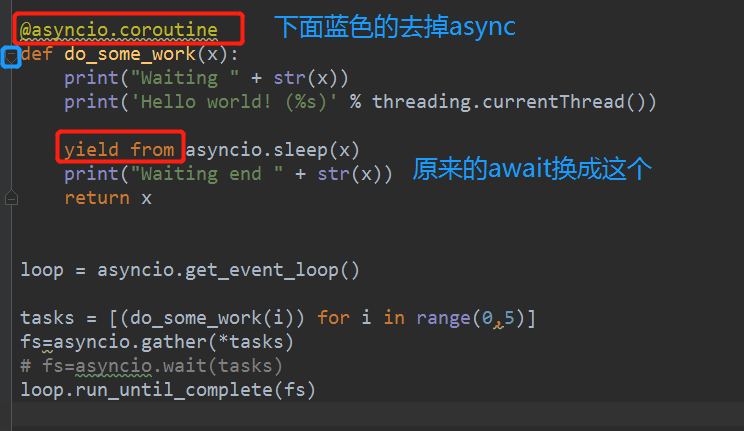 @asyncio.coroutine 下面蓝色的去掉async
def do_some_work(x):
    print("Waiting " + str(x))
    print('Hello world! (%s)' % threading.currentThread())
    yield from asyncio.sleep(x)
    print("Waiting end " + str(x)) 原来的await换成这个
    return x
loop = asyncio.get_event_loop()
tasks = [(do_some_work(i)) for i in range(0,5)]
fs=asyncio.gather(*tasks)
# fs=asyncio.wait(tasks)
loop.run_until_complete(fs)